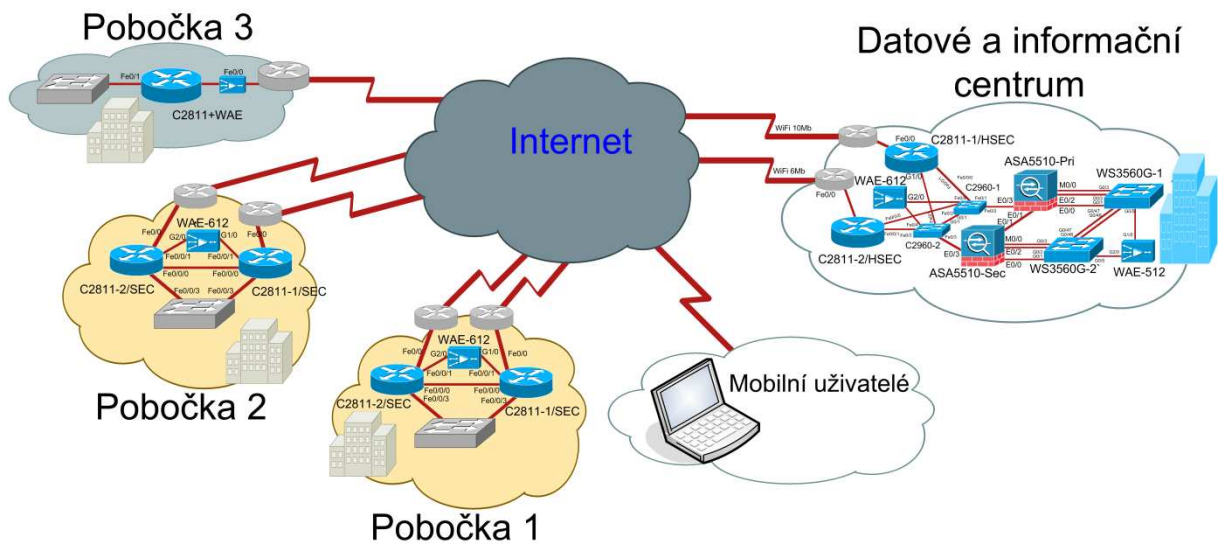 Pobočka 3
Fe0/1
Fe0/0
C2811+WAE
Pobočka 2
WAE-612
Fe0/0
G2/0
G1/0
Fe0/0
Fe0/0/1
Fe0/0/1
Fe0/0/0
Fe0/0/0
C2811-2/SEC
C2811-1/SEC
Fe0/0/3
Fe0/0/3
Internet
Pobočka 1
WAE-612
Fe0/0
G2/0
G1/0
Fe0/0
Fe0/0/1
Fe0/0/1
Fe0/0/0
Fe0/0/0
Fe0/0/3
Fe0/0/3
C2811-2/SEC
C2811-1/SEC
Mobilní uživatelé
Datové a informační
centrum
WiFi 10Mb
WiFi 6Mb
Fe0/0
C2811-1/HSEC
G1/0
WAE-612
G2/0
Fe0/0
C2811-2/HSEC
C2960-1
C2960-2
ASA5510-Pri
M0/0
E0/2
E0/0
E0/3
E0/1
E0/1
WS3560G-1
M0/0
E0/2
E0/0
E0/3
ASA5510-Sec
WS3560G-2`
WAE-512